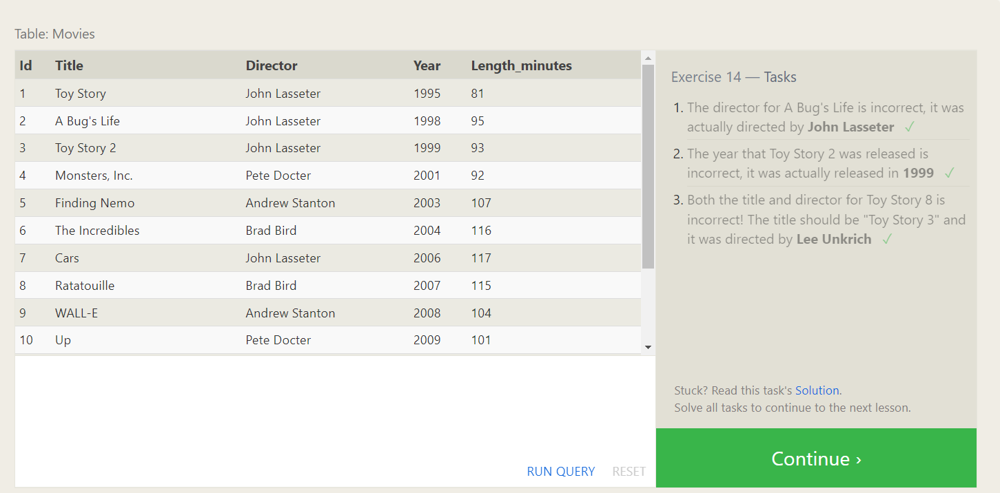 Table: Movies
Id Title Director Year Length_minutes
1 Toy Story John Lasseter 1995 81
2 A Bug's Life John Lasseter 1998 95
3 Toy Story 2 John Lasseter 1999 93
4 Monsters, Inc. Pete Docter 2001 92
5 Finding Nemo Andrew Stanton 2003 107
6 The Incredibles Brad Bird 2004 116
7 Cars John Lasseter 2006 117
8 Ratatouille Brad Bird 2007 115
9 WALL-E Andrew Stanton 2008 104
10 Up Pete Docter 2009 101
RUN QUERY RESET
Exercise 14 — Tasks
1. The director for A Bug's Life is incorrect, it was
actually directed by John Lasseter ✓
2. The year that Toy Story 2 was released is
incorrect, it was actually released in 1999 ✓
3. Both the title and director for Toy Story 8 is
incorrect! The title should be "Toy Story 3" and
it was directed by Lee Unkrich ✓
Stuck? Read this task's Solution.
Solve all tasks to continue to the next lesson.
Continue ›